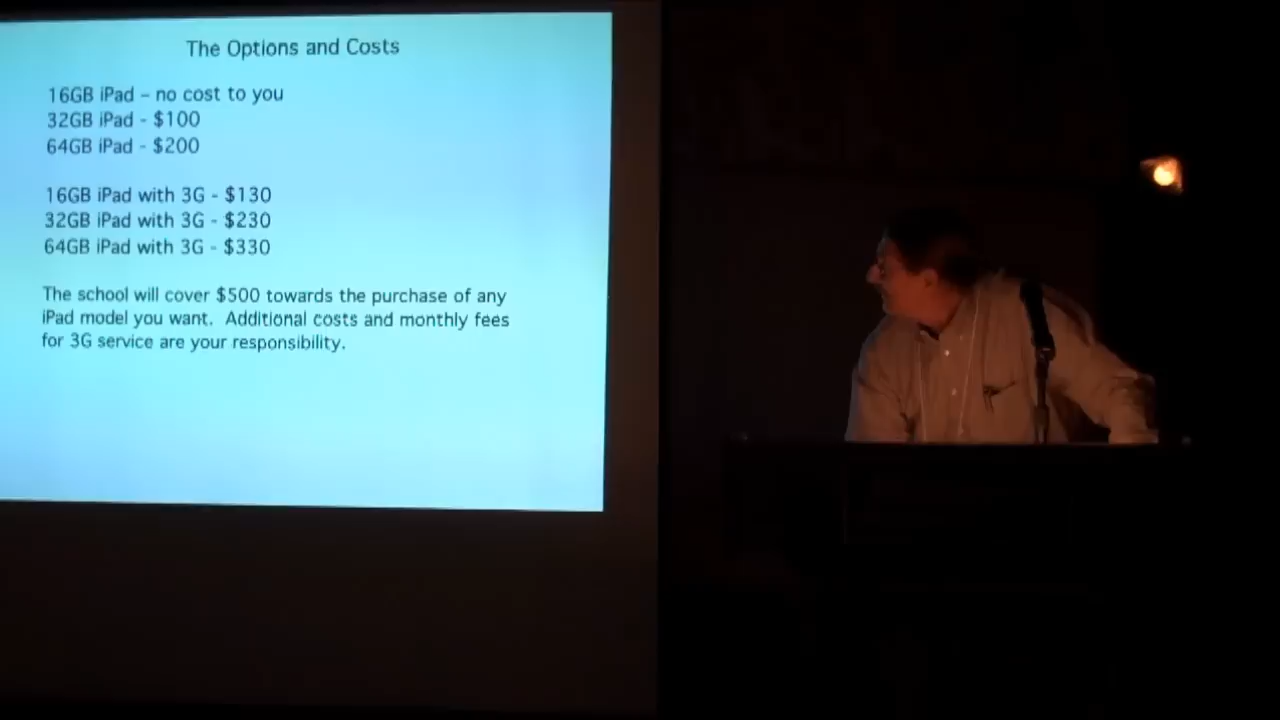 The Options and Costs
16GB iPad – no cost to you
32GB iPad - $100
64GB iPad - $200
16GB iPad with 3G - $130
32GB iPad with 3G - $230
64GB iPad with 3G - $330
The school will cover $500 towards the purchase of any
iPad model you want.  Additional costs and monthly fees
for 3G service are your responsibility.